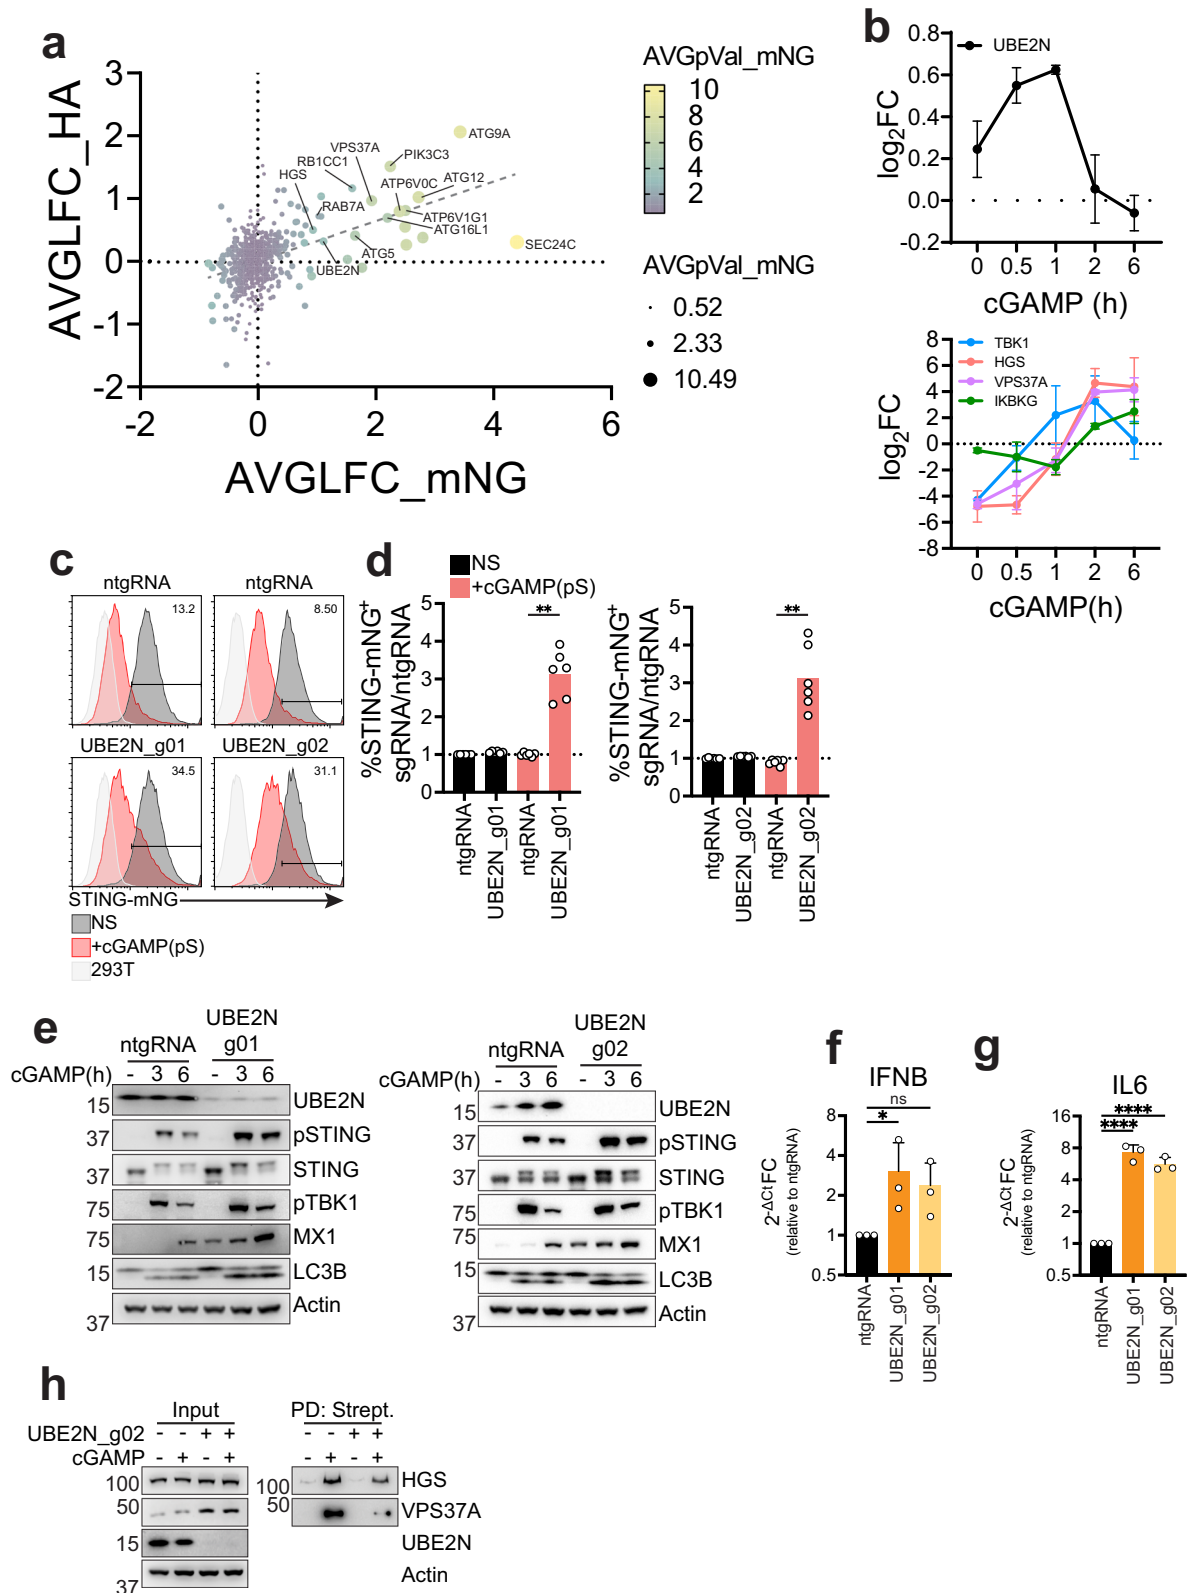 a
AVGLFC_HA
3
2
1
0
-1
-2
-2
0
2
4
6
AVGLFC_mNG
ATG9A
VPS37A
PIK3C3
RB1CC1
HGS
ATP6V0C
ATG12
RAB7A
ATP6V1G1
ATG16L1
ATG5
SEC24C
UBE2N
AVGpVal_mNG
10
8
6
4
2
AVGpVal_mNG
0.52
2.33
10.49
b
UBE2N
log2FC
0.8
0.6
0.4
0.2
0.0
-0.2
0 0.5 1 2 6
cGAMP (h)
TBK1
HGS
VPS37A
IKBKG
log2FC
8
6
4
2
0
-2
-4
-6
-8
0 0.5 1 2 6
cGAMP(h)
c
ntgRNA
13.2
ntgRNA
8.50
UBE2N_g01
34.5
UBE2N_g02
31.1
STING-mNG
NS
+cGAMP(pS)
293T
d
NS
+cGAMP(pS)
%STING-mNG+
sgRNA/ntgRNA
5
4
3
2
1
0
**
ntgRNA
UBE2N_g01
ntgRNA
UBE2N_g01
%STING-mNG+
sgRNA/ntgRNA
5
4
3
2
1
0
**
ntgRNA
UBE2N_g02
ntgRNA
UBE2N_g02
e
ntgRNA UBE2N g01
cGAMP(h) - 3 6 - 3 6
15 UBE2N
37 pSTING
37 STING
75 pTBK1
75 MX1
15 LC3B
37 Actin
ntgRNA UBE2N g02
cGAMP(h) - 3 6 - 3 6
15 UBE2N
37 pSTING
37 STING
75 pTBK1
75 MX1
15 LC3B
37 Actin
f
IFNB
2-ΔCt FC
(relative to ntgRNA)
8
4
2
1
0.5
*
ns
ntgRNA
UBE2N_g01
UBE2N_g02
g
IL6
2-ΔCt FC
(relative to ntgRNA)
16
8
4
2
1
0.5
****
****
ntgRNA
UBE2N_g01
UBE2N_g02
h
Input PD: Strept.
UBE2N_g02 - - + + - - + +
cGAMP - + - + - + - +
100 100 HGS
50 50 VPS37A
15 UBE2N
37 Actin